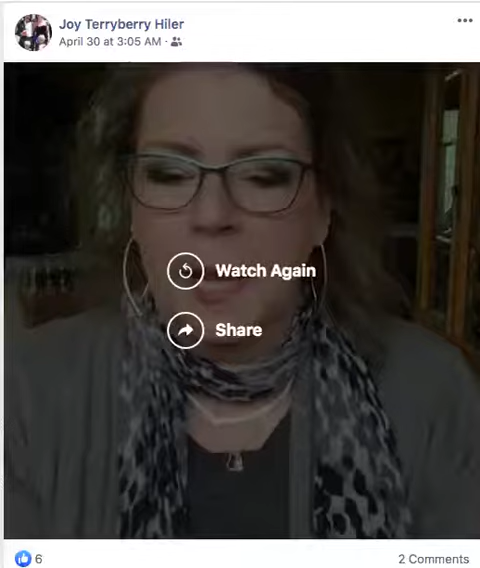 Joy Terryberry Hiler
April 30 at 3:05 AM ·
Watch Again
Share
6
2 Comments